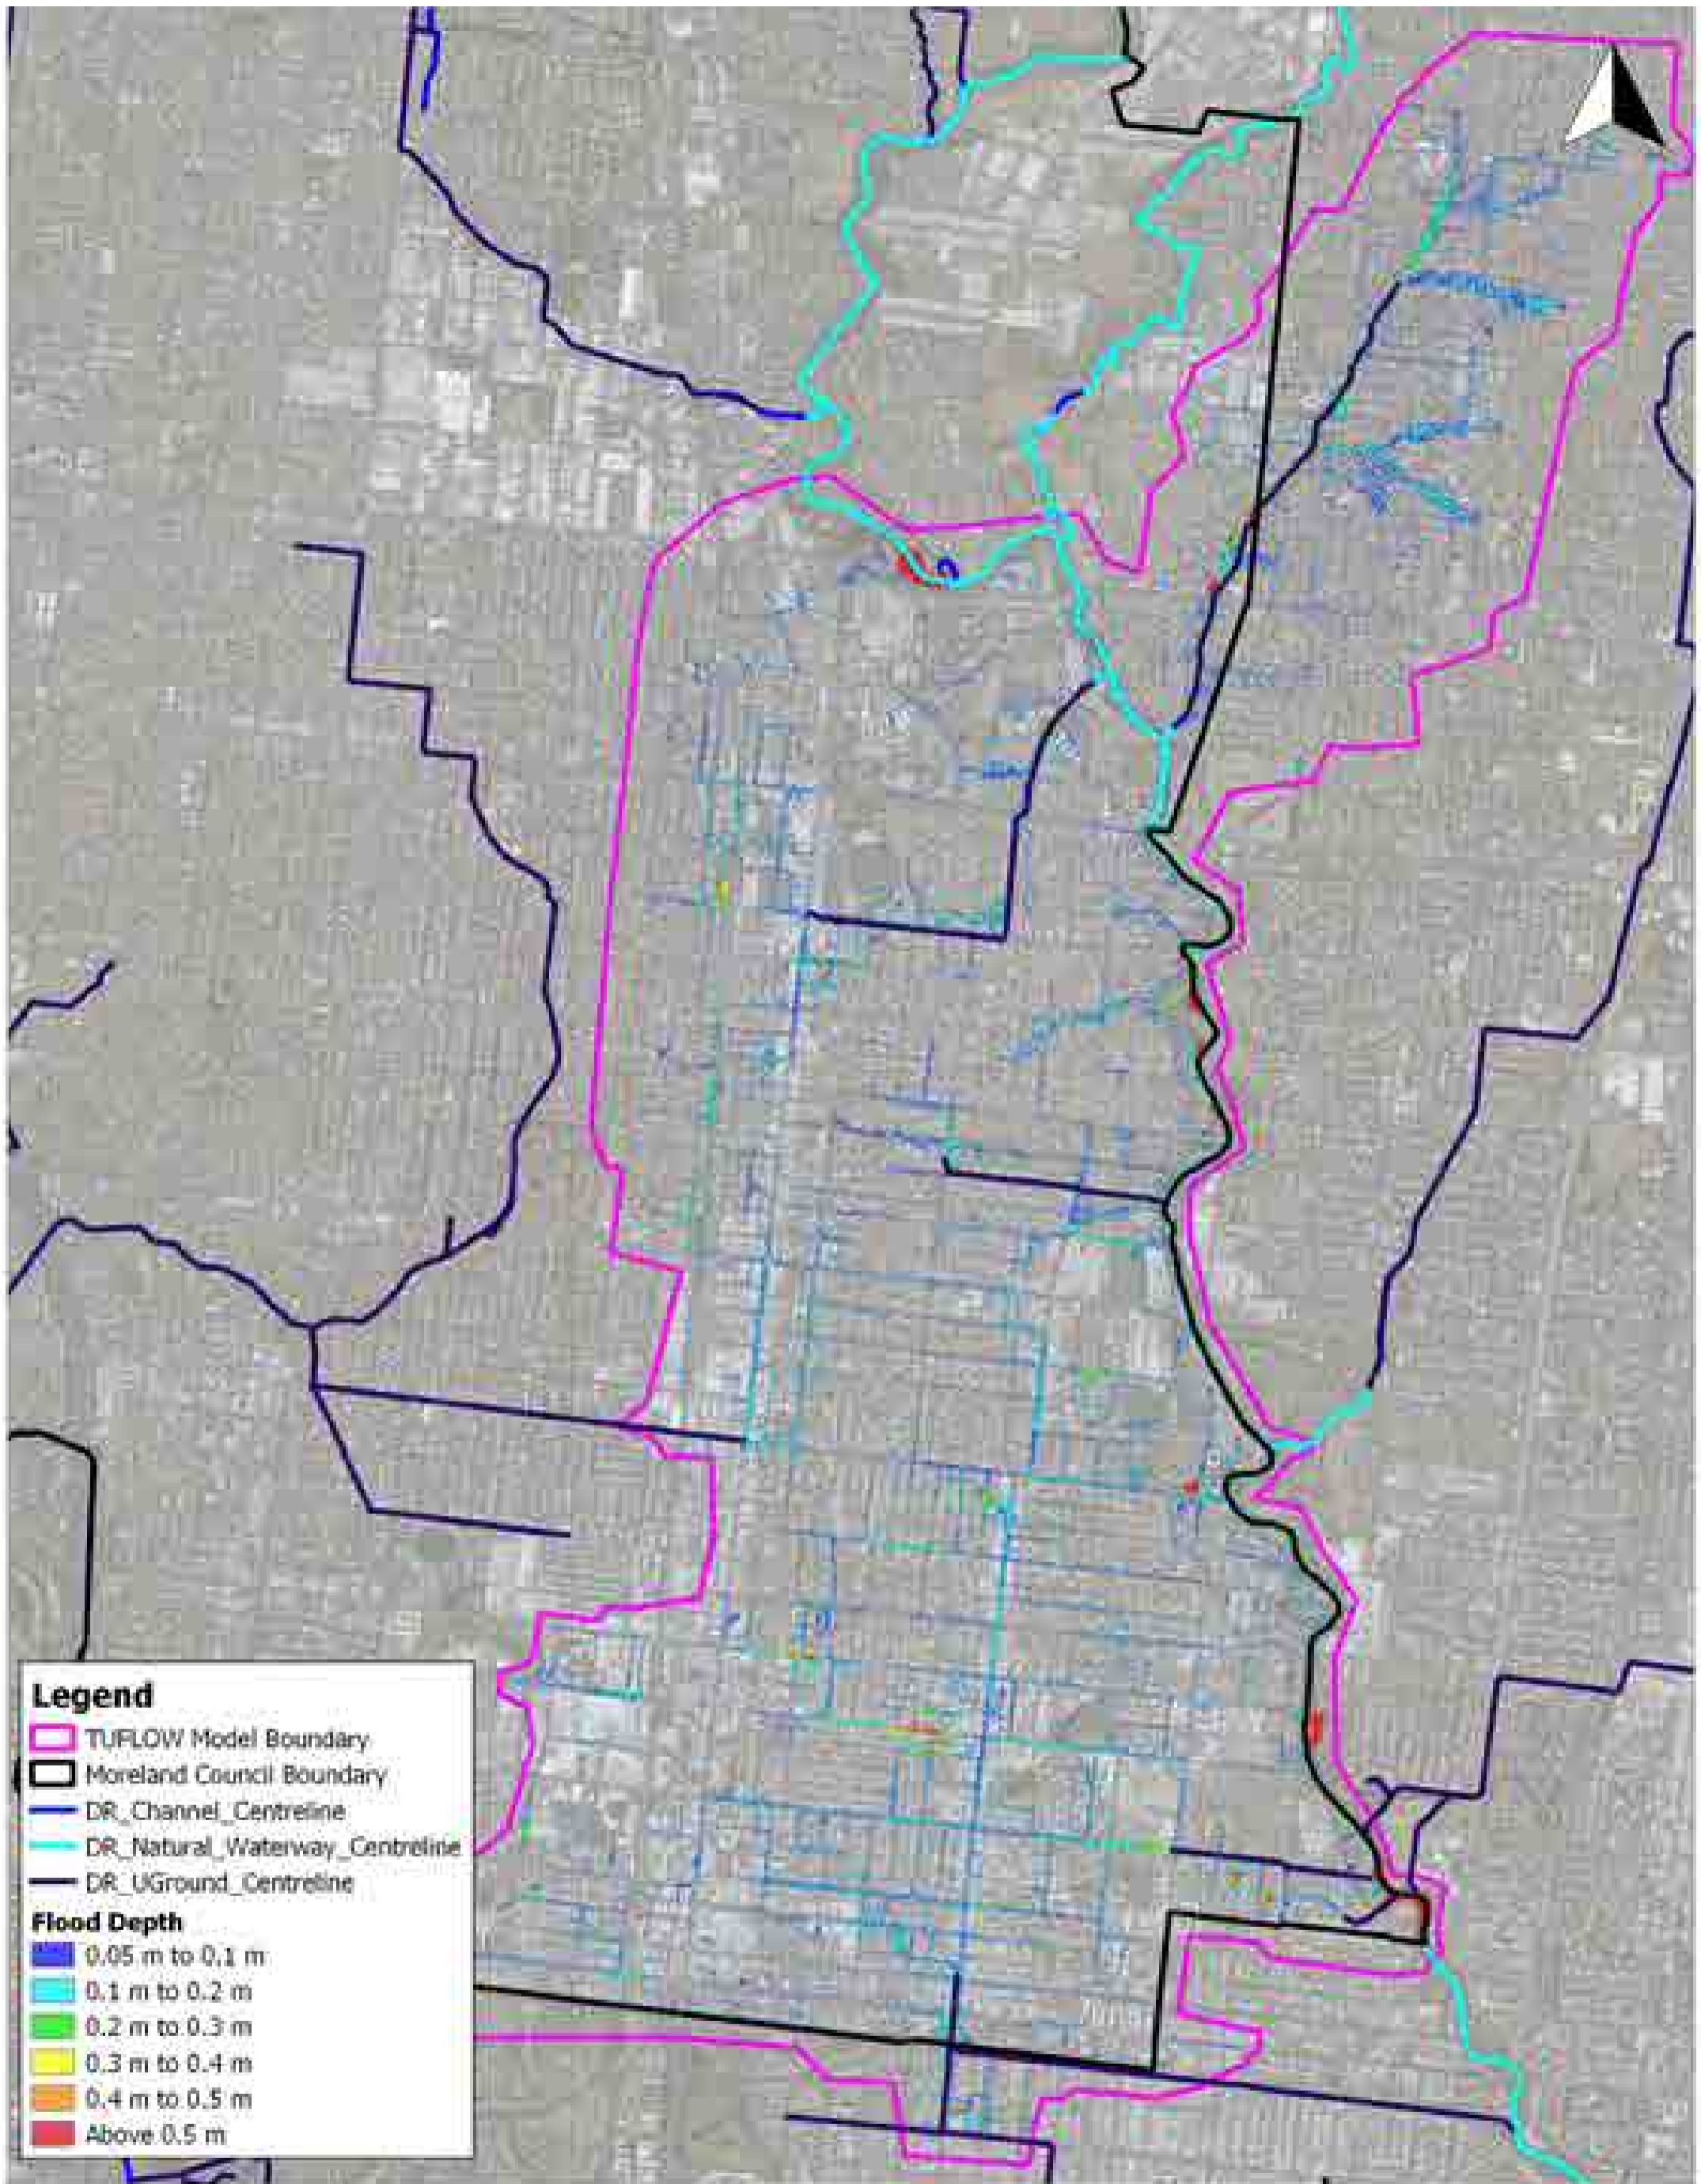 Legend
TUFLOW Model Boundary
Moreland Council Boundary
DR_Channel_Centreline
DR_Natural_Waterway_Centreline
DR_UGround_Centreline
Flood Depth
0.05 m to 0.1 m
0.1 m to 0.2 m
0.2 m to 0.3 m
0.3 m to 0.4 m
0.4 m to 0.5 m
Above 0.5 m